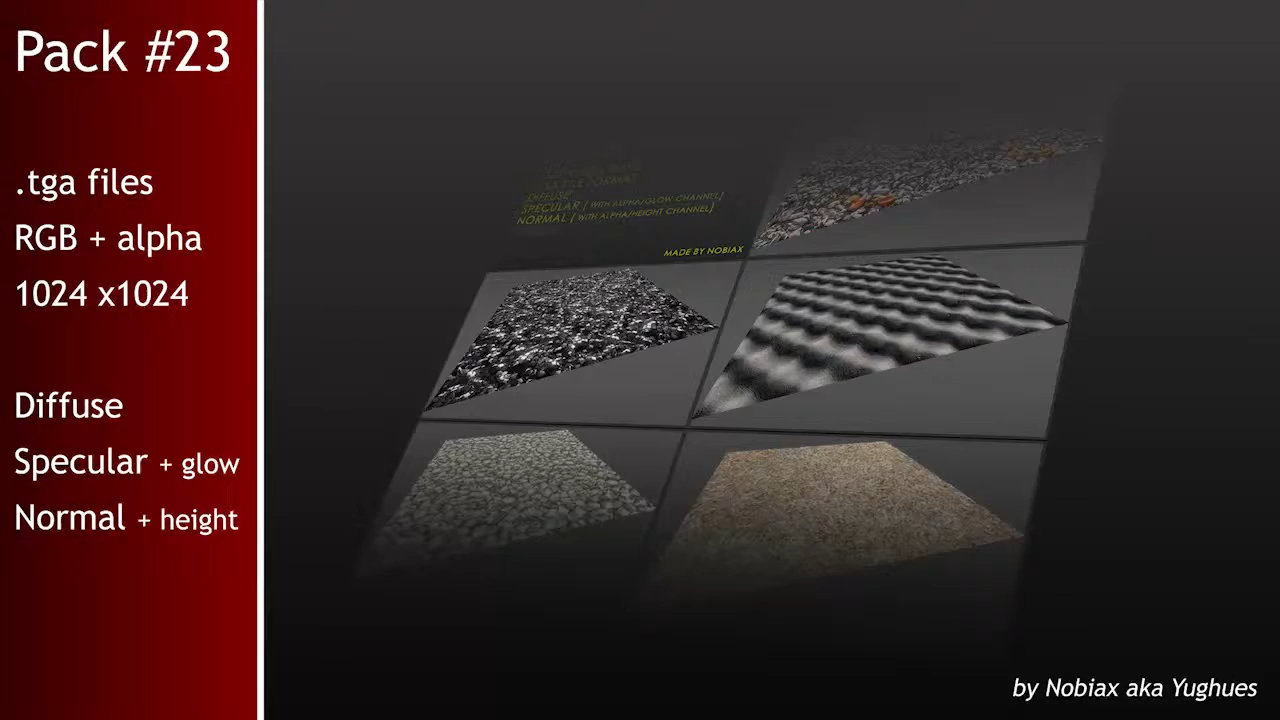 Pack #23
.tga files
RGB + alpha
1024 x1024
Diffuse
Specular + glow
Normal + height
DIFFUSE
SPECULAR ( WITH ALPHA/GLOW CHANNEL)
NORMAL ( WITH ALPHA/HEIGHT CHANNEL)
MADE BY NOBIAX
by Nobiax aka Yughues